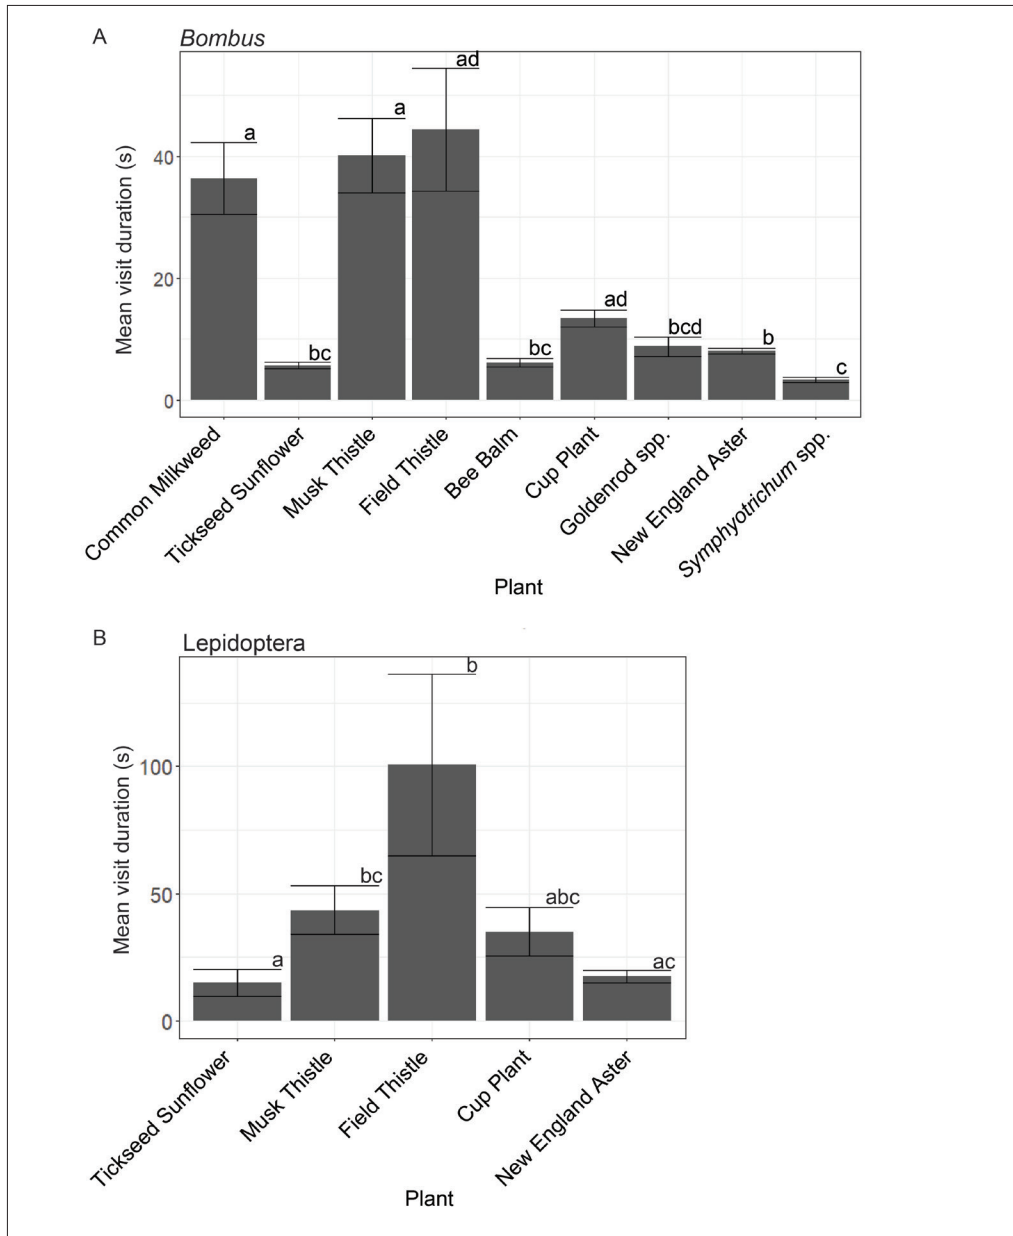 A
Bombus
Mean visit duration (s)
40
20
0
a
bc
a
ad
bc
ad
bcd
b
c
Common Milkweed
Tickseed Sunflower
Musk Thistle
Field Thistle
Bee Balm
Cup Plant
Goldenrod spp.
New England Aster
Symphyotrichum spp.
Plant
B
Lepidoptera
Mean visit duration (s)
100
50
0
a
bc
b
abc
ac
Tickseed Sunflower
Musk Thistle
Field Thistle
Cup Plant
New England Aster
Plant